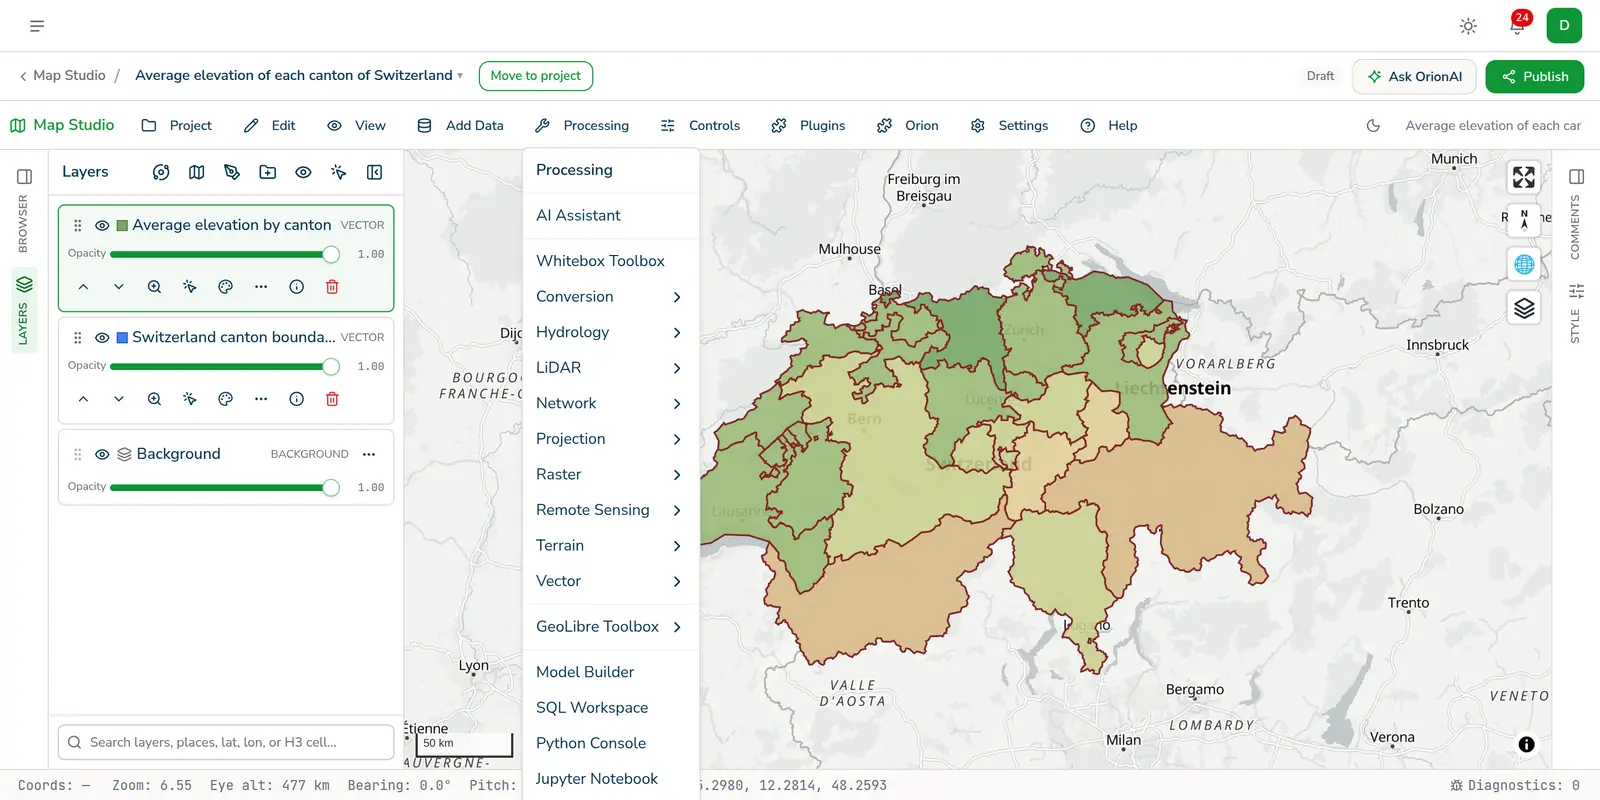 24
D
Map Studio / Average elevation of each canton of Switzerland
Move to project
Draft
Ask OrionAI
Publish
Map Studio
Project
Edit
View
Add Data
Processing
Controls
Plugins
Orion
Settings
Help
Average elevation of each car
BROWSER
LAYERS
Layers
Average elevation by canton VECTOR
Opacity 1.00
Switzerland canton bounda... VECTOR
Opacity 1.00
Background BACKGROUND
Opacity 1.00
Search layers, places, lat, lon, or H3 cell...
Processing
AI Assistant
Whitebox Toolbox
Conversion
Hydrology
LiDAR
Network
Projection
Raster
Remote Sensing
Terrain
Vector
GeoLibre Toolbox
Model Builder
SQL Workspace
Python Console
Jupyter Notebook
Munich
Freiburg im
Breisgau
Mulhouse
Basel
Zurich
VORARLBERG
Innsbruck
Liechtenstein
BOURGO
FRANCHE-C
Dijo
Bern
Lucern
Switzerland
Lausann
Bolzano
Trento
Lugano
Lyon
VALLE
D'AOSTA
Bergamo
LOMBARDY
VENETO
Milan
Verona
Étienne
AUVERGNE-
50 km
N
COMMENTS
STYLE
Coords: — Zoom: 6.55 Eye alt: 477 km Bearing: 0.0° Pitch:
5.2980, 12.2814, 48.2593
Diagnostics: 0